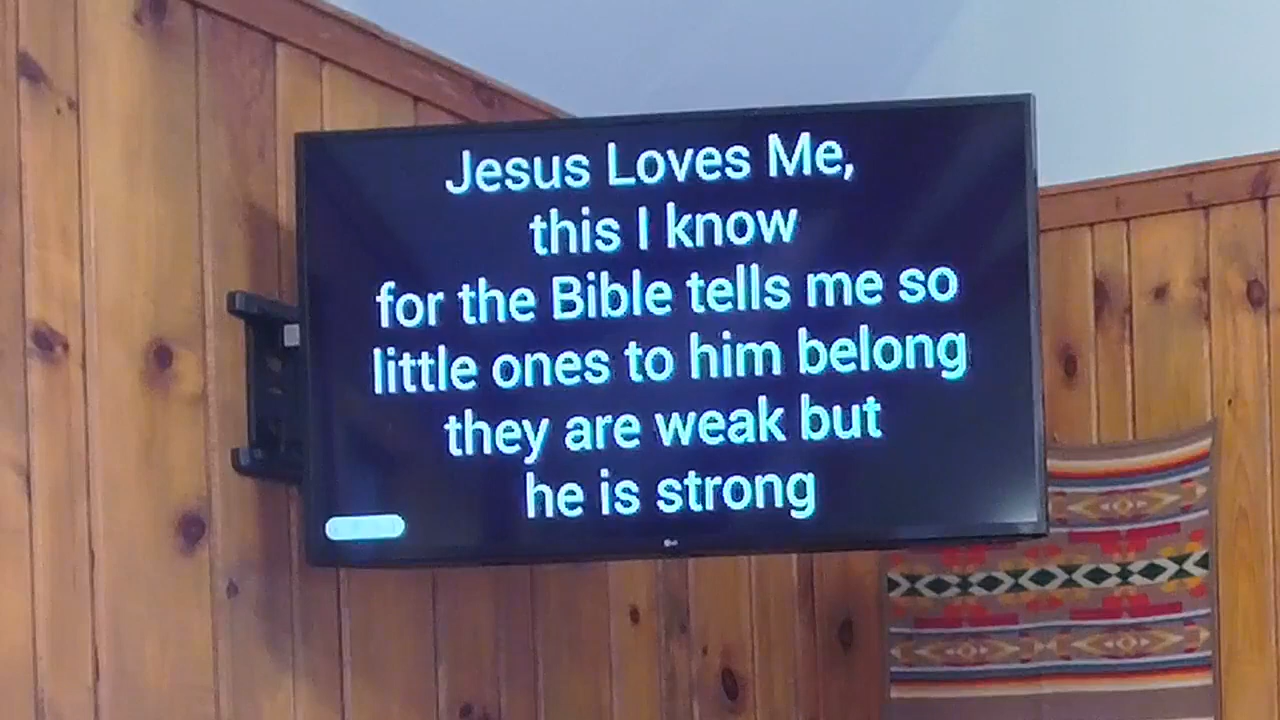 Jesus Loves Me,
this I know
for the Bible tells me so
little ones to him belong
they are weak but
he is strong